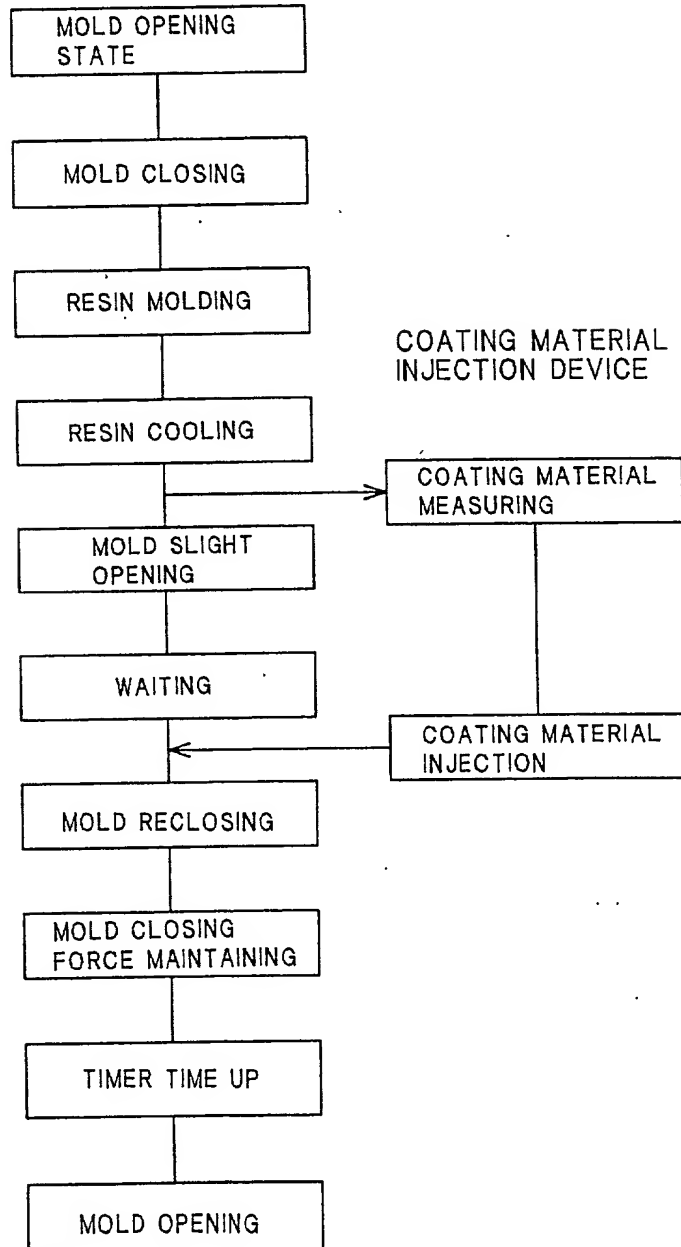 MOLD OPENING
STATE
MOLD CLOSING
RESIN MOLDING
RESIN COOLING
MOLD SLIGHT
OPENING
WAITING
MOLD RECLOSING
MOLD CLOSING
FORCE MAINTAINING
TIMER TIME UP
MOLD OPENING
COATING MATERIAL
INJECTION DEVICE
COATING MATERIAL
MEASURING
COATING MATERIAL
INJECTION